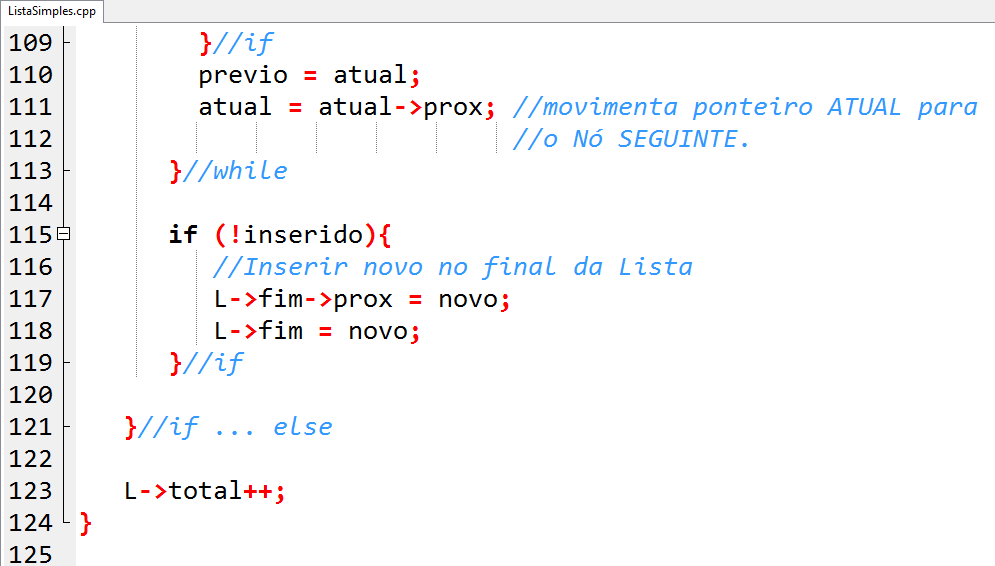 ListaSimples.cpp
109 }//if
110 previo = atual;
111 atual = atual->prox; //movimenta ponteiro ATUAL para
112 //o Nó SEGUINTE.
113 }//while
114
115 if (!inserido){
116 //Inserir novo no final da Lista
117 L->fim->prox = novo;
118 L->fim = novo;
119 }//if
120
121 }//if ... else
122
123 L->total++;
124 }
125